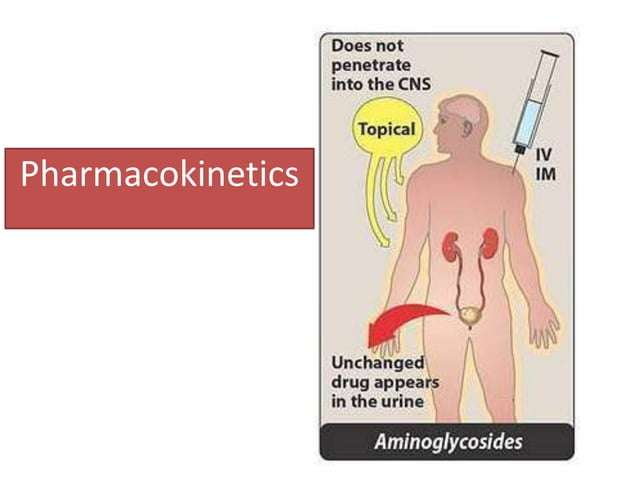 Pharmacokinetics
Does not
penetrate
into the CNS
Topical
IV
IM
Unchanged
drug appears
in the urine
Aminoglycosides